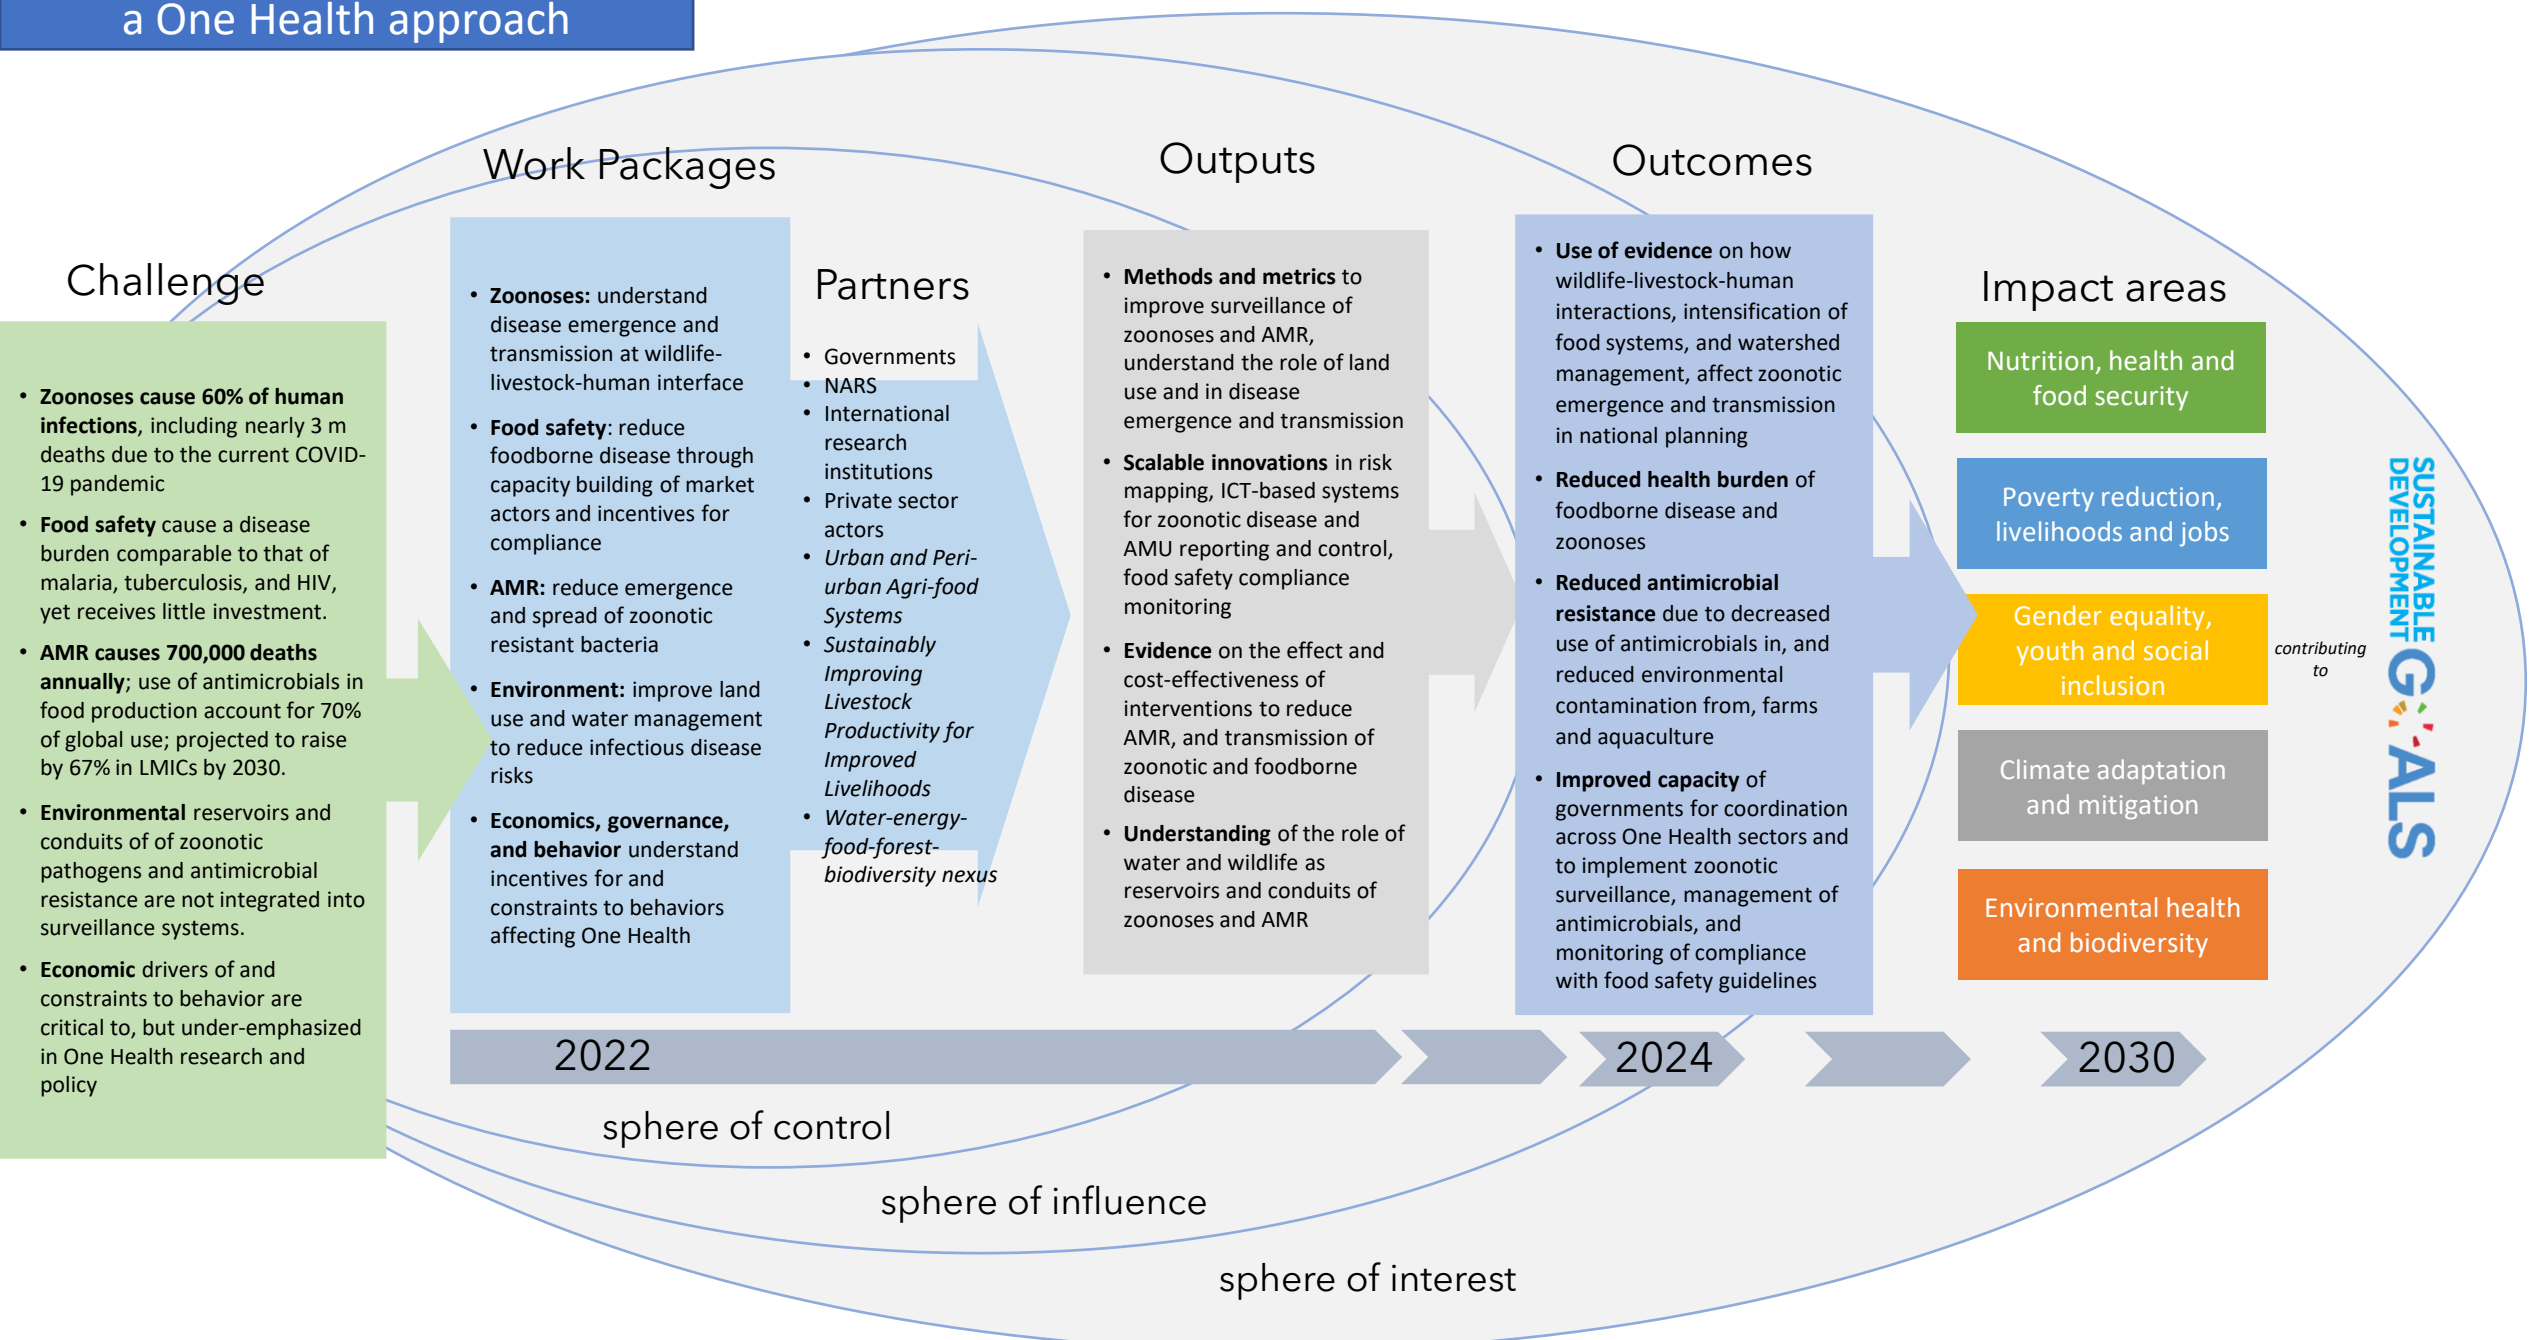 a One Health approach
Challenge
• Zoonoses cause 60% of human
infections, including nearly 3 m
deaths due to the current COVID-
19 pandemic
• Food safety cause a disease
burden comparable to that of
malaria, tuberculosis, and HIV,
yet receives little investment.
• AMR causes 700,000 deaths
annually; use of antimicrobials in
food production account for 70%
of global use; projected to raise
by 67% in LMICs by 2030.
• Environmental reservoirs and
conduits of of zoonotic
pathogens and antimicrobial
resistance are not integrated into
surveillance systems.
• Economic drivers of and
constraints to behavior are
critical to, but under-emphasized
in One Health research and
policy
Work Packages
• Zoonoses: understand
disease emergence and
transmission at wildlife-
livestock-human interface
• Food safety: reduce
foodborne disease through
capacity building of market
actors and incentives for
compliance
• AMR: reduce emergence
and spread of zoonotic
resistant bacteria
• Environment: improve land
use and water management
to reduce infectious disease
risks
• Economics, governance,
and behavior understand
incentives for and
constraints to behaviors
affecting One Health
Partners
• Governments
• NARS
• International
research
institutions
• Private sector
actors
• Urban and Peri-
urban Agri-food
Systems
• Sustainably
Improving
Livestock
Productivity for
Improved
Livelihoods
• Water-energy-
food-forest-
biodiversity nexus
Outputs
• Methods and metrics to
improve surveillance of
zoonoses and AMR,
understand the role of land
use and in disease
emergence and transmission
• Scalable innovations in risk
mapping, ICT-based systems
for zoonotic disease and
AMU reporting and control,
food safety compliance
monitoring
• Evidence on the effect and
cost-effectiveness of
interventions to reduce
AMR, and transmission of
zoonotic and foodborne
disease
• Understanding of the role of
water and wildlife as
reservoirs and conduits of
zoonoses and AMR
Outcomes
• Use of evidence on how
wildlife-livestock-human
interactions, intensification of
food systems, and watershed
management, affect zoonotic
emergence and transmission
in national planning
• Reduced health burden of
foodborne disease and
zoonoses
• Reduced antimicrobial
resistance due to decreased
use of antimicrobials in, and
reduced environmental
contamination from, farms
and aquaculture
• Improved capacity of
governments for coordination
across One Health sectors and
to implement zoonotic
surveillance, management of
antimicrobials, and
monitoring of compliance
with food safety guidelines
Impact areas
Nutrition, health and
food security
Poverty reduction,
livelihoods and jobs
Gender equality,
youth and social
inclusion
Climate adaptation
and mitigation
Environmental health
and biodiversity
contributing
to
SUSTAINABLE
DEVELOPMENT
GOALS
2022
2024
2030
sphere of control
sphere of influence
sphere of interest